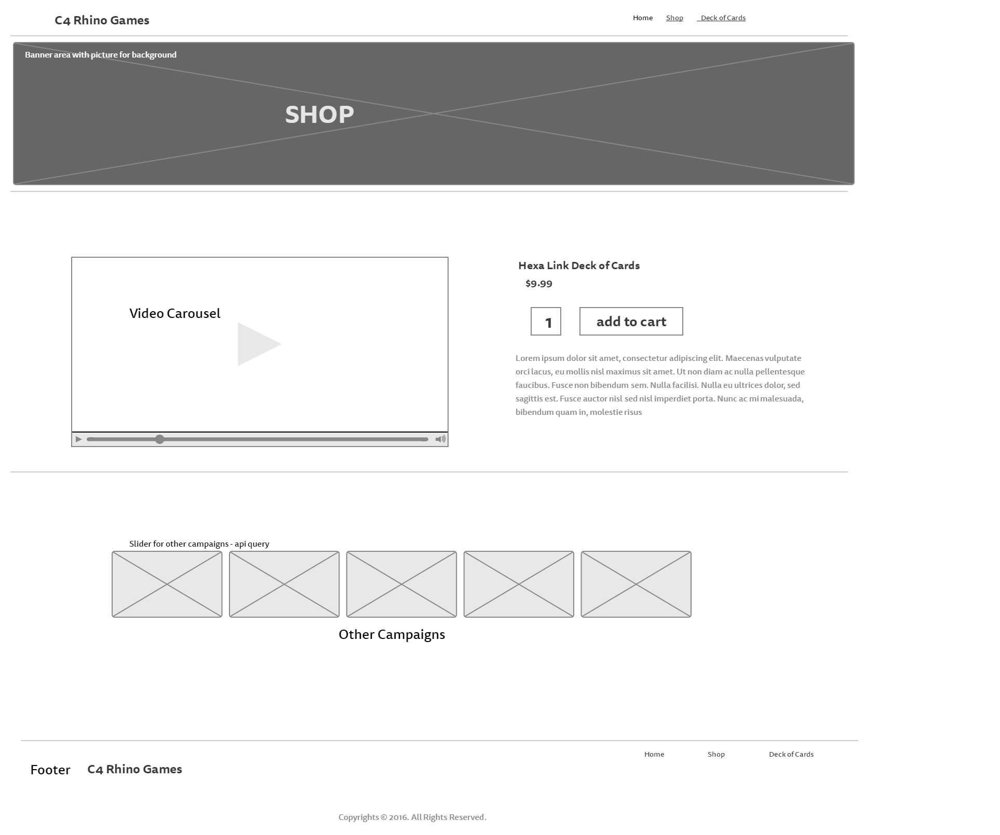 C4 Rhino Games
Home Shop Deck of Cards
Banner area with picture for background
SHOP
Video Carousel
Hexa Link Deck of Cards
$9.99
1 add to cart
Lorem ipsum dolor sit amet, consectetur adipiscing elit. Maecenas vulputate
orci lacus, eu mollis nisl maximus sit amet. Ut non diam ac nulla pellentesque
faucibus. Fusce non bibendum sem. Nulla facilisi. Nulla eu ultrices dolor, sed
sagittis est. Fusce auctor nisl sed nisl imperdiet porta. Nunc ac mi malesuada,
bibendum quam in, molestie risus
Slider for other campaigns - api query
Other Campaigns
Home Shop Deck of Cards
Footer C4 Rhino Games
Copyrights © 2016. All Rights Reserved.